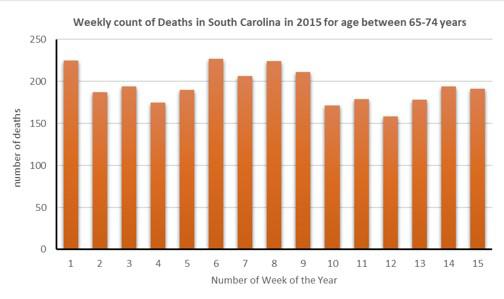 Weekly count of Deaths in South Carolina in 2015 for age between 65-74 years
250
200
150
100
50
0
number of deaths
1 2 3 4 5 6 7 8 9 10 11 12 13 14 15
Number of Week of the Year